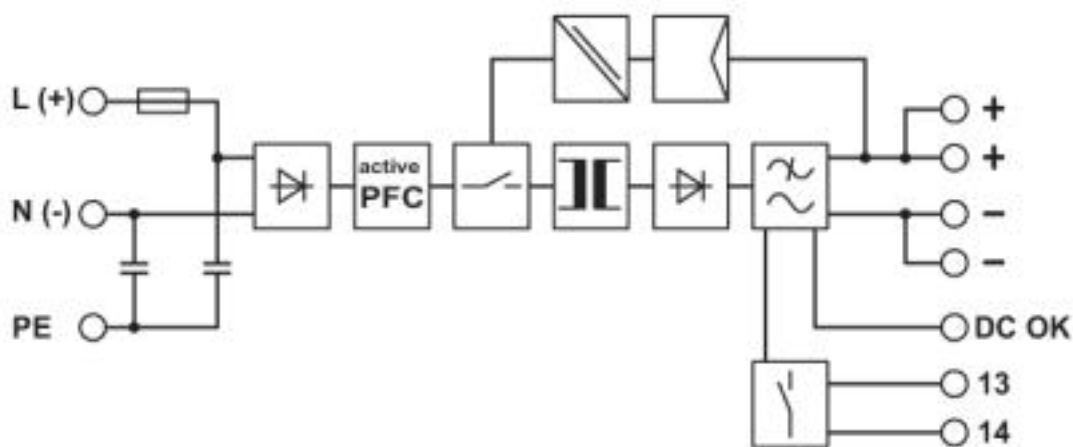 L (+)
N (-)
PE
active
PFC
+
+
−
−
DC OK
13
14